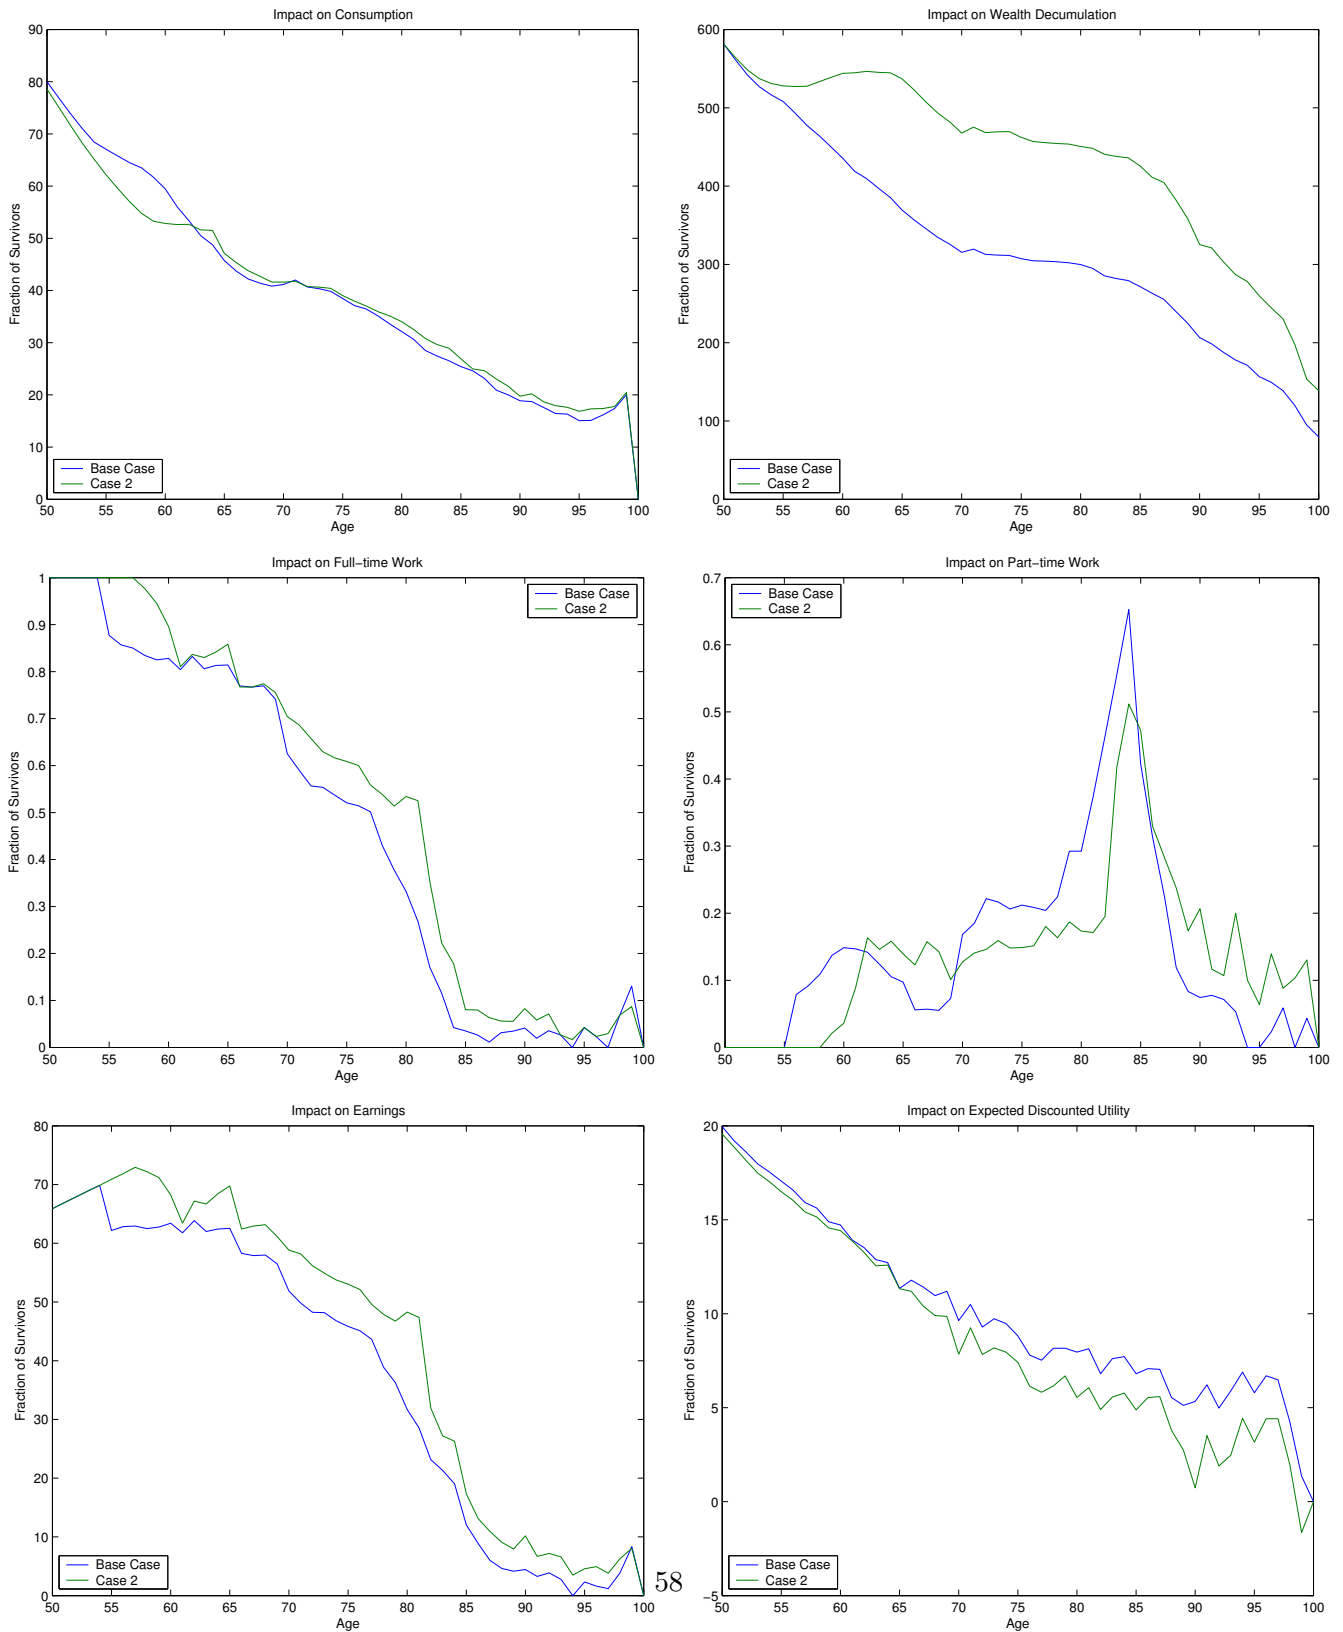 Impact on Consumption
90
80
70
60
50
40
30
20
10
0
50 55 60 65 70 75 80 85 90 95 100
Fraction of Survivors
Age
Base Case
Case 2
Impact on Wealth Decumulation
600
500
400
300
200
100
0
50 55 60 65 70 75 80 85 90 95 100
Fraction of Survivors
Age
Base Case
Case 2
Impact on Full−time Work
1
0.9
0.8
0.7
0.6
0.5
0.4
0.3
0.2
0.1
0
50 55 60 65 70 75 80 85 90 95 100
Fraction of Survivors
Age
Base Case
Case 2
Impact on Part−time Work
0.7
0.6
0.5
0.4
0.3
0.2
0.1
0
50 55 60 65 70 75 80 85 90 95 100
Fraction of Survivors
Age
Base Case
Case 2
Impact on Earnings
80
70
60
50
40
30
20
10
0
50 55 60 65 70 75 80 85 90 95 100
Fraction of Survivors
Age
Base Case
Case 2
Impact on Expected Discounted Utility
20
15
10
5
0
−5
50 55 60 65 70 75 80 85 90 95 100
Fraction of Survivors
Age
Base Case
Case 2
58